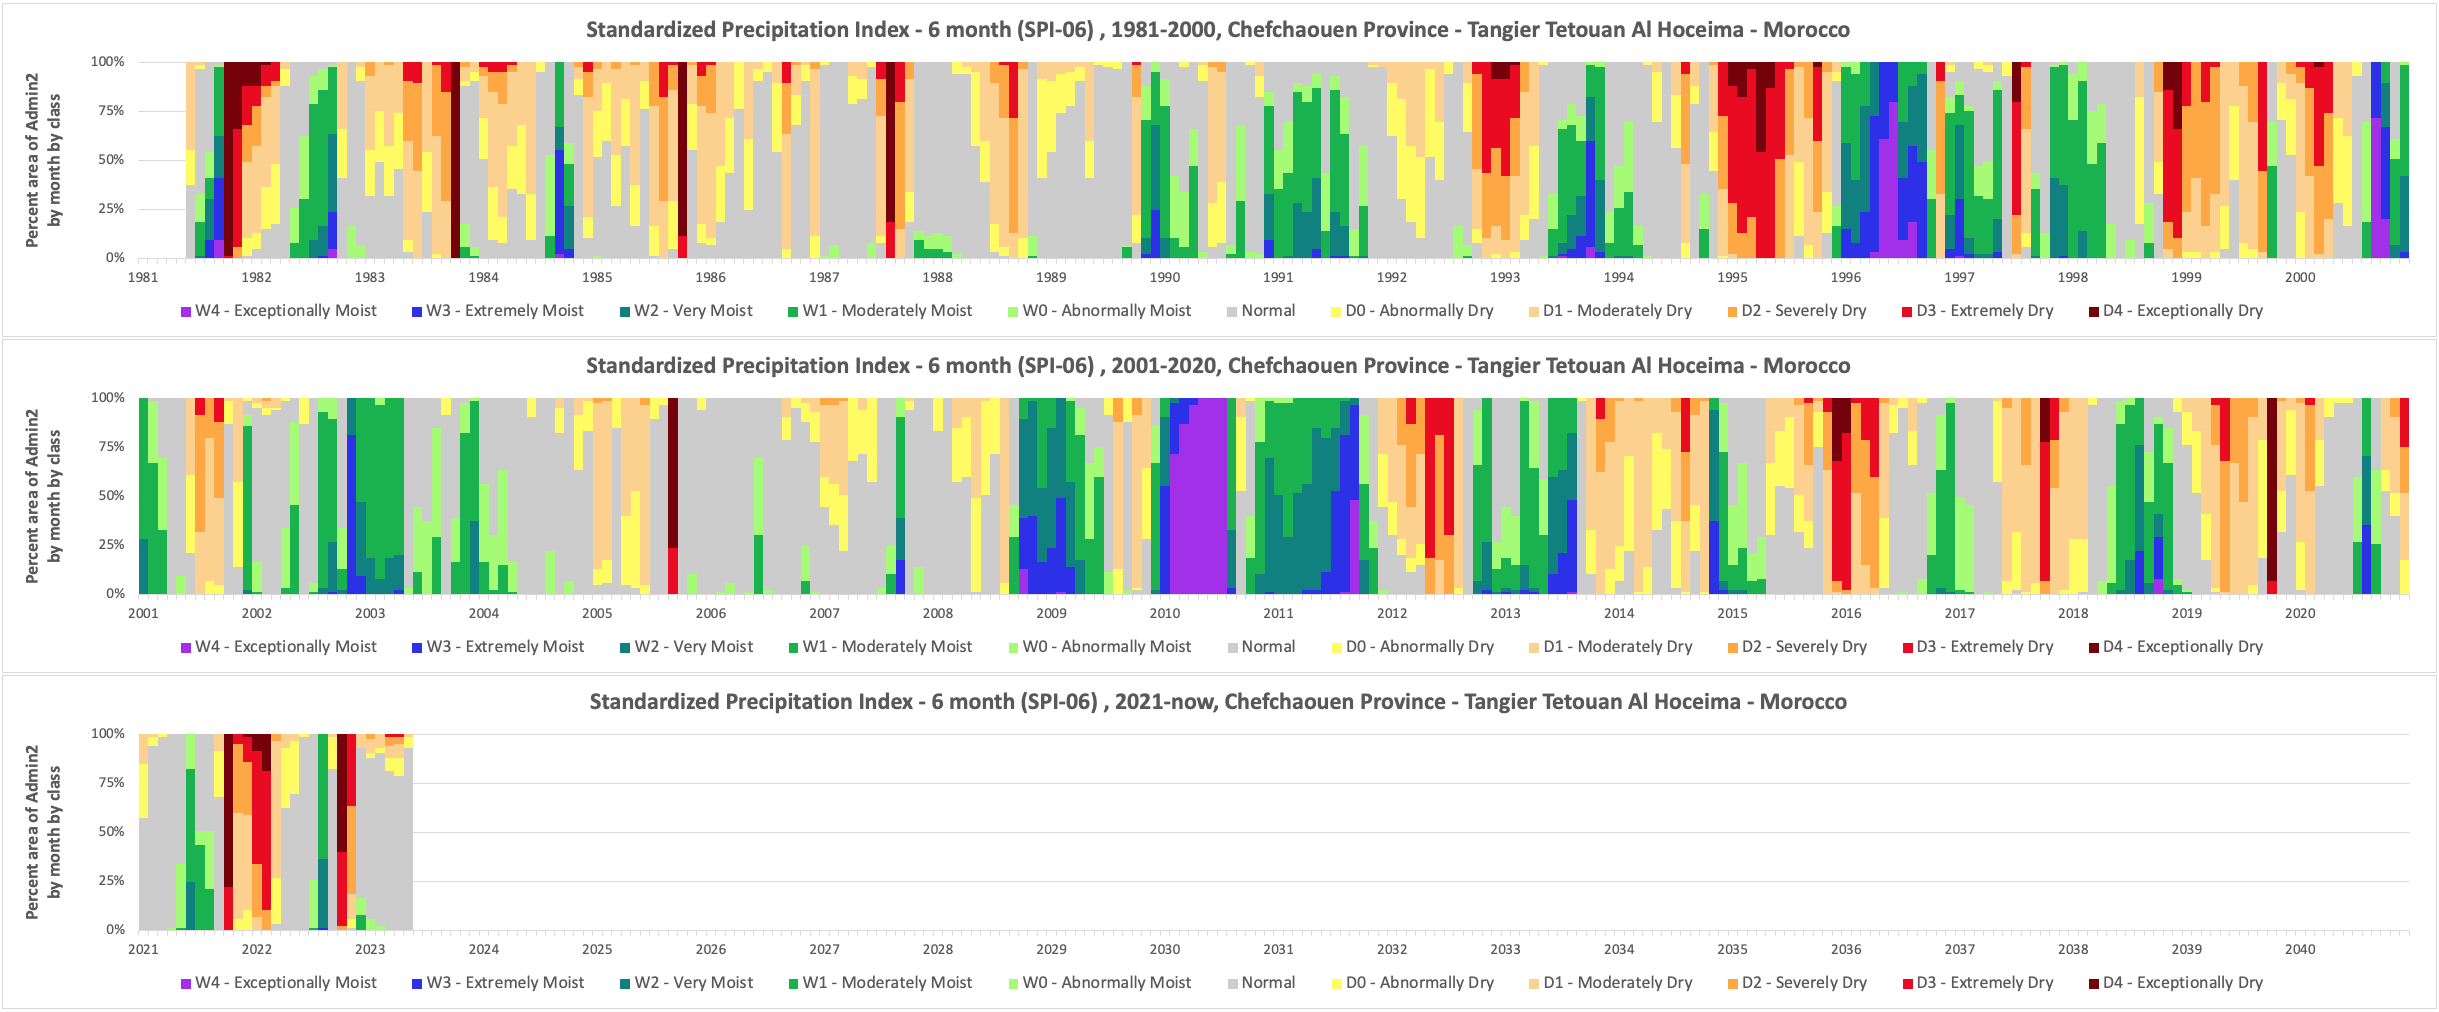 Standardized Precipitation Index - 6 month (SPI-06) , 1981-2000, Chefchaouen Province - Tangier Tetouan Al Hoceima - Morocco
Percent area of Admin2
by month by class
100%
75%
50%
25%
0%
1981 1982 1983 1984 1985 1986 1987 1988 1989 1990 1991 1992 1993 1994 1995 1996 1997 1998 1999 2000
W4 - Exceptionally Moist W3 - Extremely Moist W2 - Very Moist W1 - Moderately Moist W0 - Abnormally Moist Normal D0 - Abnormally Dry D1 - Moderately Dry D2 - Severely Dry D3 - Extremely Dry D4 - Exceptionally Dry
Standardized Precipitation Index - 6 month (SPI-06) , 2001-2020, Chefchaouen Province - Tangier Tetouan Al Hoceima - Morocco
Percent area of Admin2
by month by class
100%
75%
50%
25%
0%
2001 2002 2003 2004 2005 2006 2007 2008 2009 2010 2011 2012 2013 2014 2015 2016 2017 2018 2019 2020
W4 - Exceptionally Moist W3 - Extremely Moist W2 - Very Moist W1 - Moderately Moist W0 - Abnormally Moist Normal D0 - Abnormally Dry D1 - Moderately Dry D2 - Severely Dry D3 - Extremely Dry D4 - Exceptionally Dry
Standardized Precipitation Index - 6 month (SPI-06) , 2021-now, Chefchaouen Province - Tangier Tetouan Al Hoceima - Morocco
Percent area of Admin2
by month by class
100%
75%
50%
25%
0%
2021 2022 2023 2024 2025 2026 2027 2028 2029 2030 2031 2032 2033 2034 2035 2036 2037 2038 2039 2040
W4 - Exceptionally Moist W3 - Extremely Moist W2 - Very Moist W1 - Moderately Moist W0 - Abnormally Moist Normal D0 - Abnormally Dry D1 - Moderately Dry D2 - Severely Dry D3 - Extremely Dry D4 - Exceptionally Dry